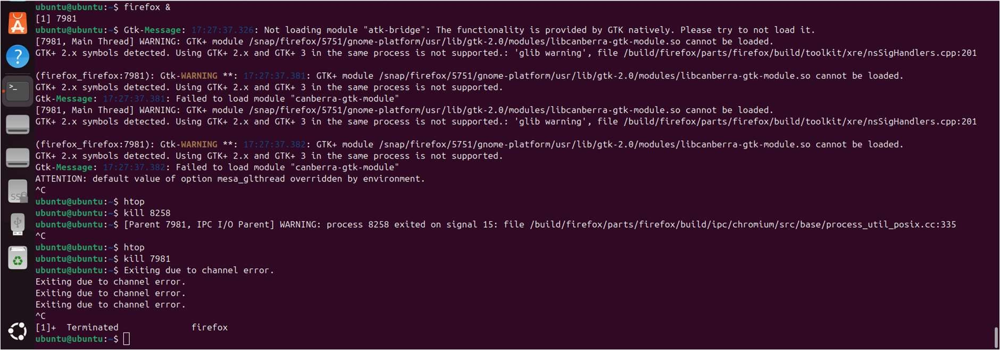 ubuntu@ubuntu:~$ firefox &
[1] 7981
ubuntu@ubuntu:~$ Gtk-Message: 17:27:37.326: Not loading module "atk-bridge": The functionality is provided by GTK natively. Please try to not load it.
[7981, Main Thread] WARNING: GTK+ module /snap/firefox/5751/gnome-platform/usr/lib/gtk-2.0/modules/libcanberra-gtk-module.so cannot be loaded.
GTK+ 2.x symbols detected. Using GTK+ 2.x and GTK+ 3 in the same process is not supported.: 'glib warning', file /build/firefox/parts/firefox/build/toolkit/xre/nsSigHandlers.cpp:201

(firefox_firefox:7981): Gtk-WARNING **: 17:27:37.381: GTK+ module /snap/firefox/5751/gnome-platform/usr/lib/gtk-2.0/modules/libcanberra-gtk-module.so cannot be loaded.
GTK+ 2.x symbols detected. Using GTK+ 2.x and GTK+ 3 in the same process is not supported.
Gtk-Message: 17:27:37.381: Failed to load module "canberra-gtk-module"
[7981, Main Thread] WARNING: GTK+ module /snap/firefox/5751/gnome-platform/usr/lib/gtk-2.0/modules/libcanberra-gtk-module.so cannot be loaded.
GTK+ 2.x symbols detected. Using GTK+ 2.x and GTK+ 3 in the same process is not supported.: 'glib warning', file /build/firefox/parts/firefox/build/toolkit/xre/nsSigHandlers.cpp:201

(firefox_firefox:7981): Gtk-WARNING **: 17:27:37.382: GTK+ module /snap/firefox/5751/gnome-platform/usr/lib/gtk-2.0/modules/libcanberra-gtk-module.so cannot be loaded.
GTK+ 2.x symbols detected. Using GTK+ 2.x and GTK+ 3 in the same process is not supported.
Gtk-Message: 17:27:37.382: Failed to load module "canberra-gtk-module"
ATTENTION: default value of option mesa_glthread overridden by environment.
^C
ubuntu@ubuntu:~$ htop
ubuntu@ubuntu:~$ kill 8258
ubuntu@ubuntu:~$ [Parent 7981, IPC I/O Parent] WARNING: process 8258 exited on signal 15: file /build/firefox/parts/firefox/build/ipc/chromium/src/base/process_util_posix.cc:335
^C
ubuntu@ubuntu:~$ htop
ubuntu@ubuntu:~$ kill 7981
ubuntu@ubuntu:~$ Exiting due to channel error.
Exiting due to channel error.
Exiting due to channel error.
Exiting due to channel error.
^C
[1]+  Terminated              firefox
ubuntu@ubuntu:~$